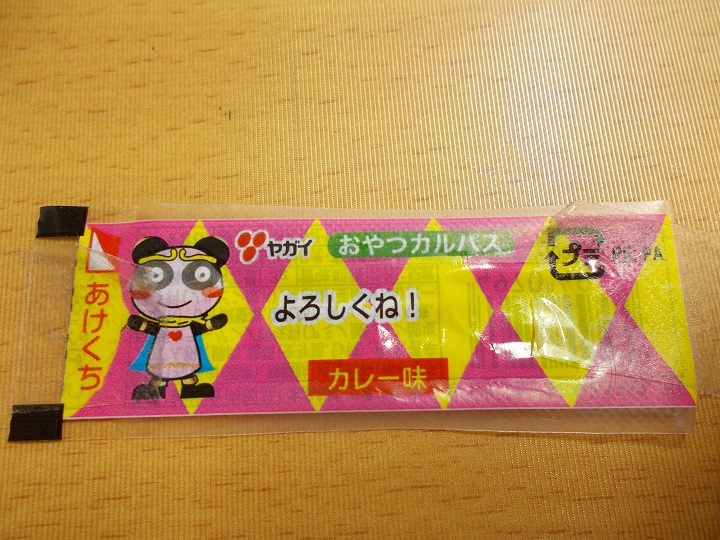 あけくち
ヤガイ おやつカルパス
プラ PE, PA
よろしくね!
カレー味